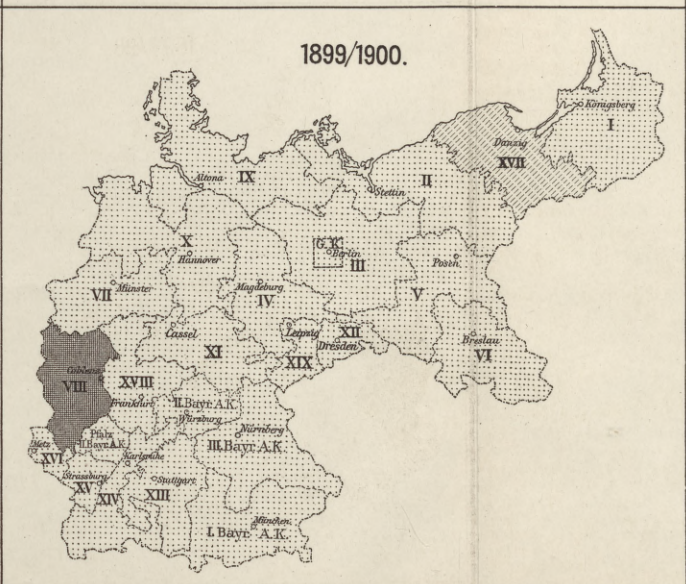 1899/1900.
Königsberg
I
Danzig
XVII
Altona
IX
II
Stettin
X
Hannover
G.K.
Berlin
III
Posen
VII
Münster
Magdeburg
IV
V
Cassel
XI
Leipzig
XII
Dresden
XIX
Breslau
VI
Coblenz
VIII
XVIII
Frankfurt
II.Bayr. A.K.
Würzburg
Nürnberg
III.Bayr. A.K.
Metz
XVI
Pfalz
II.Bayr. A.K.
Karlsruhe
Strassburg
XV
XIV
Stuttgart
XIII
München
I. Bayr. A.K.